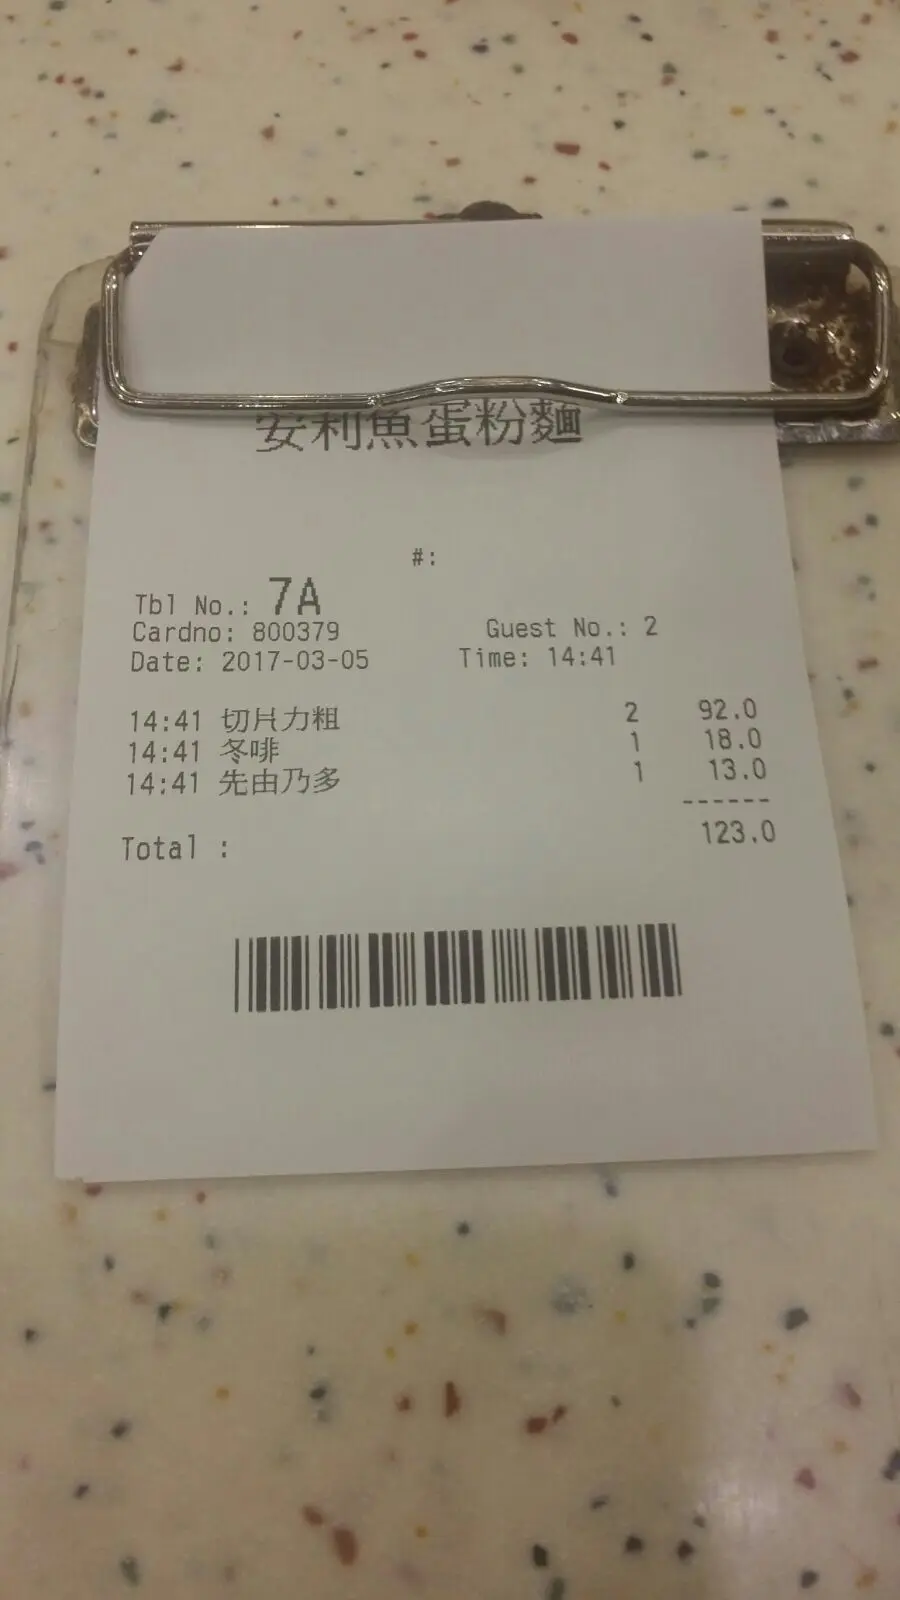 安利魚蛋粉麵
#:
Tbl No.: 7A
Cardno: 800379 Guest No.: 2
Date: 2017-03-05 Time: 14:41
14:41 切片力粗 2 92.0
14:41 冬啡 1 18.0
14:41 先由乃多 1 13.0
------
Total : 123.0